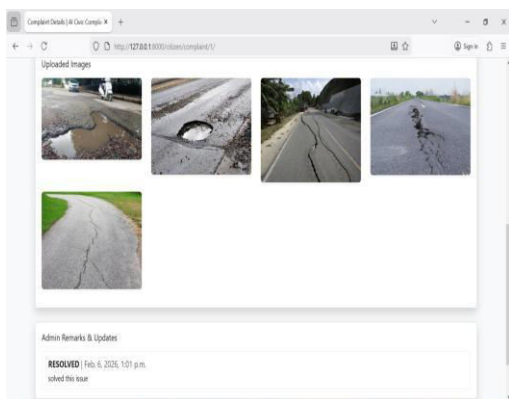 Complaint Details | AI Civic Complai
http://127.0.0.1:8000/citizen/complaint/1/
Sign in
Uploaded Images
Admin Remarks & Updates
RESOLVED | Feb. 6, 2026, 1:01 p.m.
solved this issue